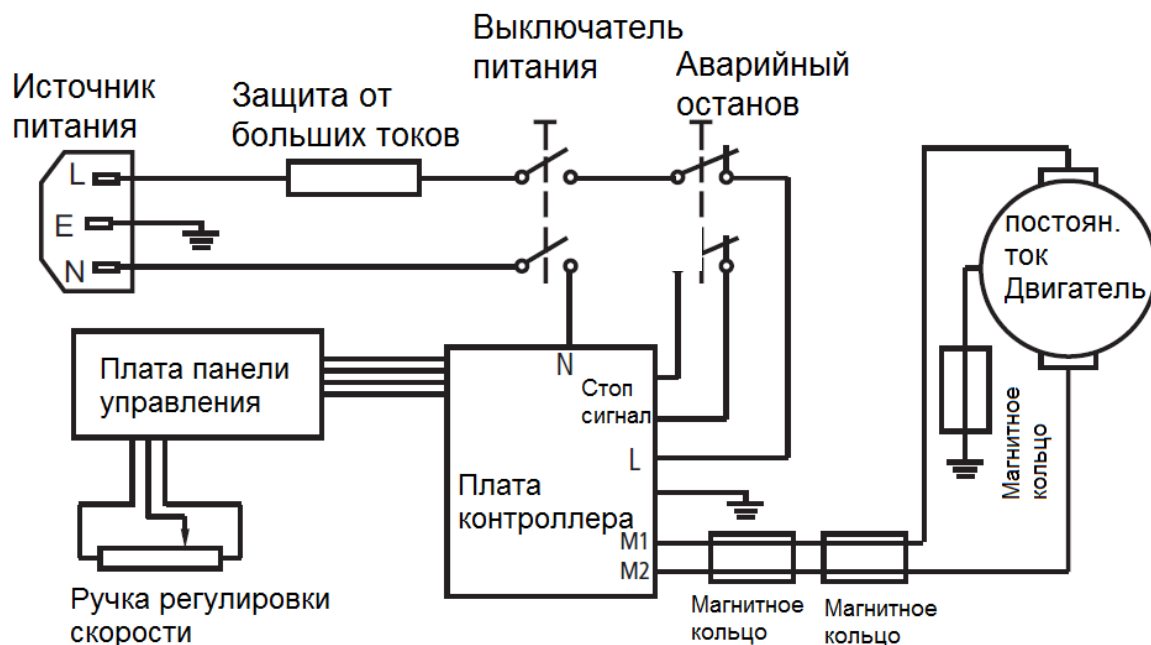 Выключатель
питания
Аварийный
останов
Источник
питания
Защита от
больших токов
L
E
N
постоян.
ток
Двигатель
Плата панели
управления
N
Стоп
сигнал
L
Плата
контроллера
M1
M2
Магнитное
кольцо
Ручка регулировки
скорости
Магнитное
кольцо
Магнитное
кольцо